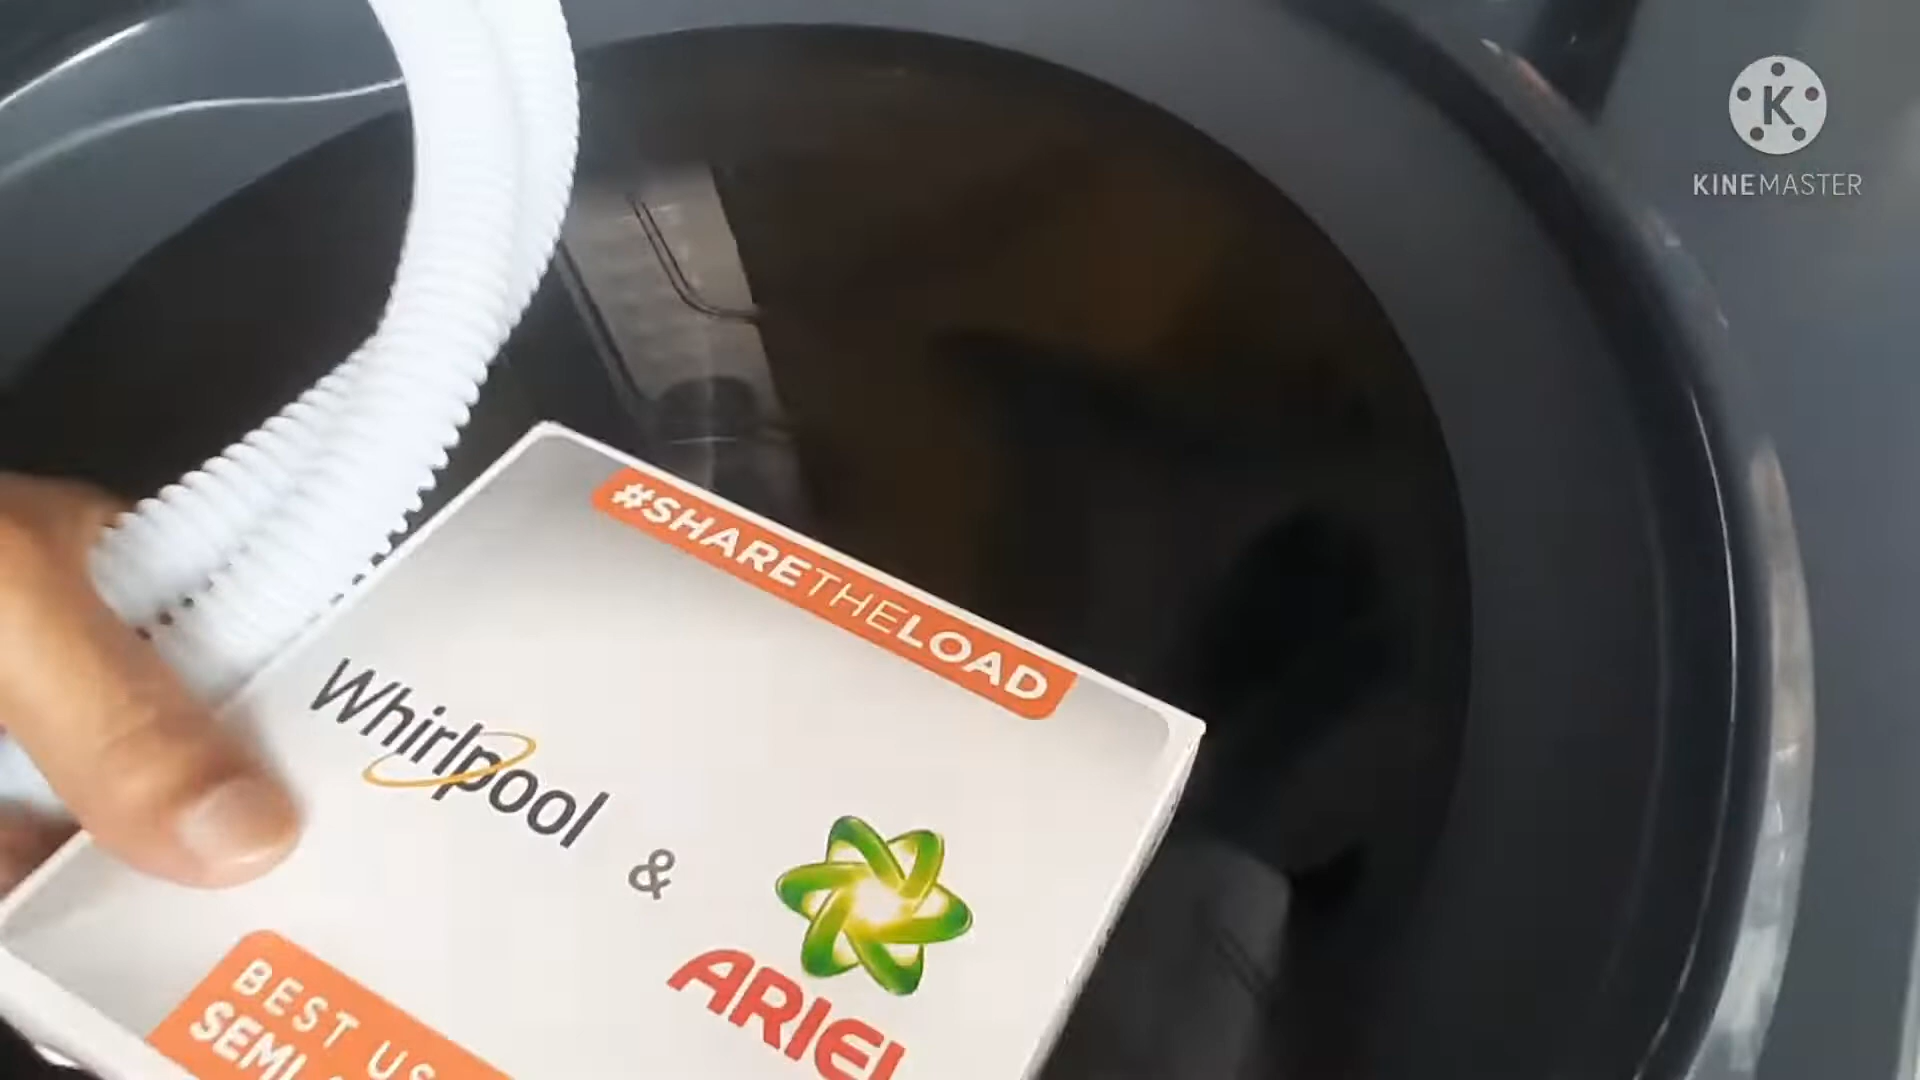 KINEMASTER
#SHARETHELOAD
Whirlpool
&
ARIEL
BEST US
SEMI